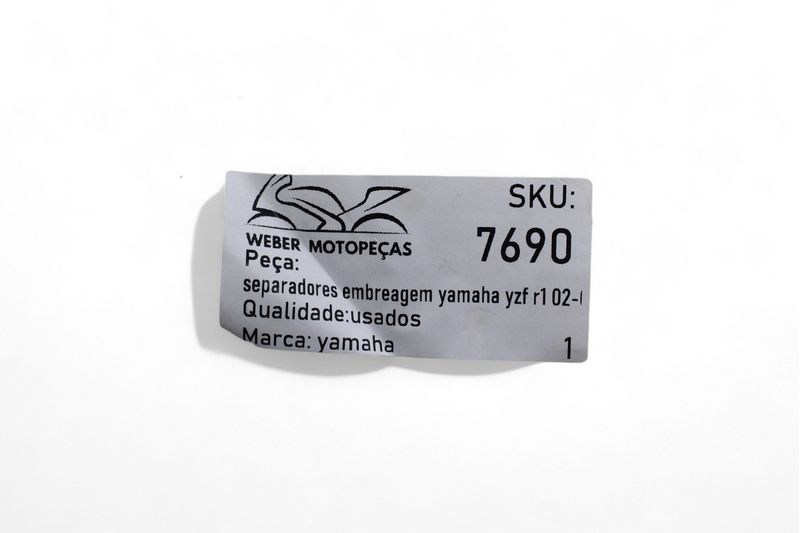 SKU:
7690
WEBER MOTOPEÇAS
Peça:
separadores embreagem yamaha yzf r1 02-
Qualidade:usados
Marca: yamaha
1